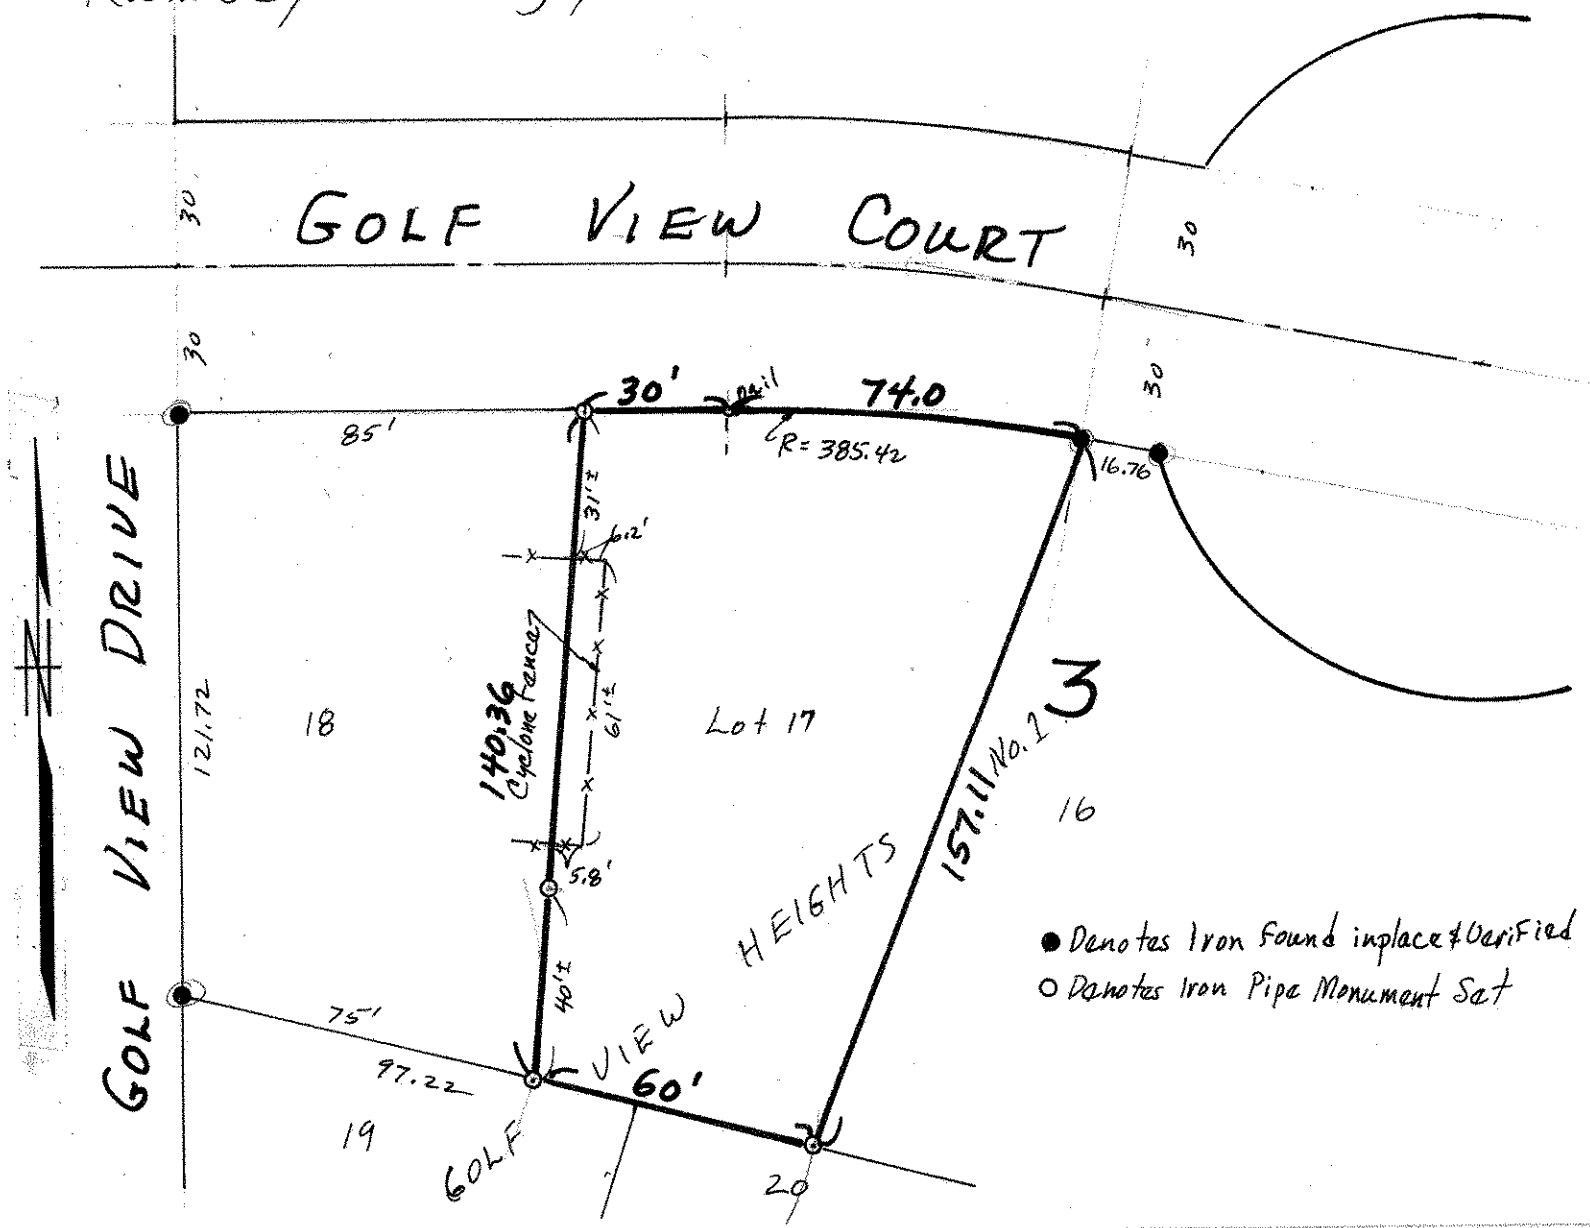 30
GOLF VIEW COURT
30
30
30
30'
nail
74.0
85'
R = 385.42
16.76
31'±
6.2'
GOLF VIEW DRIVE
N
121.72
18
140.36
Cyclone Fence
61'±
Lot 17
157.11
No. 1
3
16
5.8'
HEIGHTS
● Denotes Iron Found inplace & Verified
○ Denotes Iron Pipe Monument Set
40'±
75'
97.22
VIEW
60'
19
GOLF
20